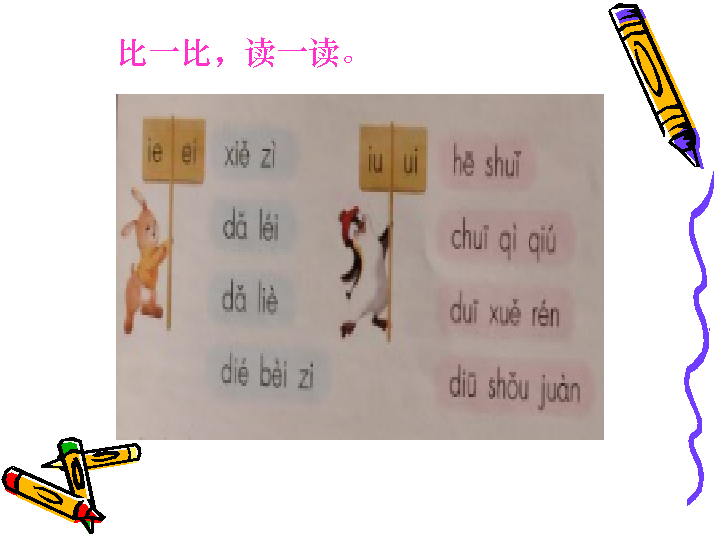 比一比，读一读。
ie ei
xiě zì
dǎ léi
dǎ liè
dié bèi zi
iu ui
hē shuǐ
chuī qì qiú
duī xuě rén
diū shǒu juàn